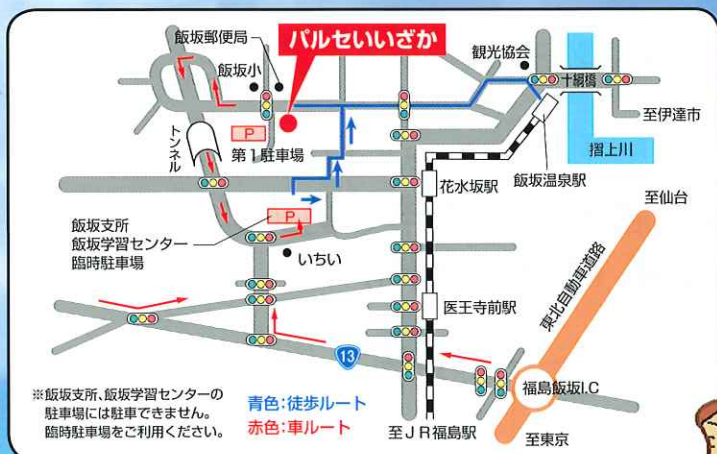 飯坂郵便局
飯坂小
パルセいいざか
観光協会
十綱橋
至伊達市
摺上川
飯坂温泉駅
トンネル
P
第1駐車場
花水坂駅
至仙台
P
飯坂支所
飯坂学習センター
臨時駐車場
いちい
東北自動車道路
医王寺前駅
13
福島飯坂I.C
※飯坂支所、飯坂学習センターの
駐車場には駐車できません。
臨時駐車場をご利用ください。
青色:徒歩ルート
赤色:車ルート
至JR福島駅
至東京